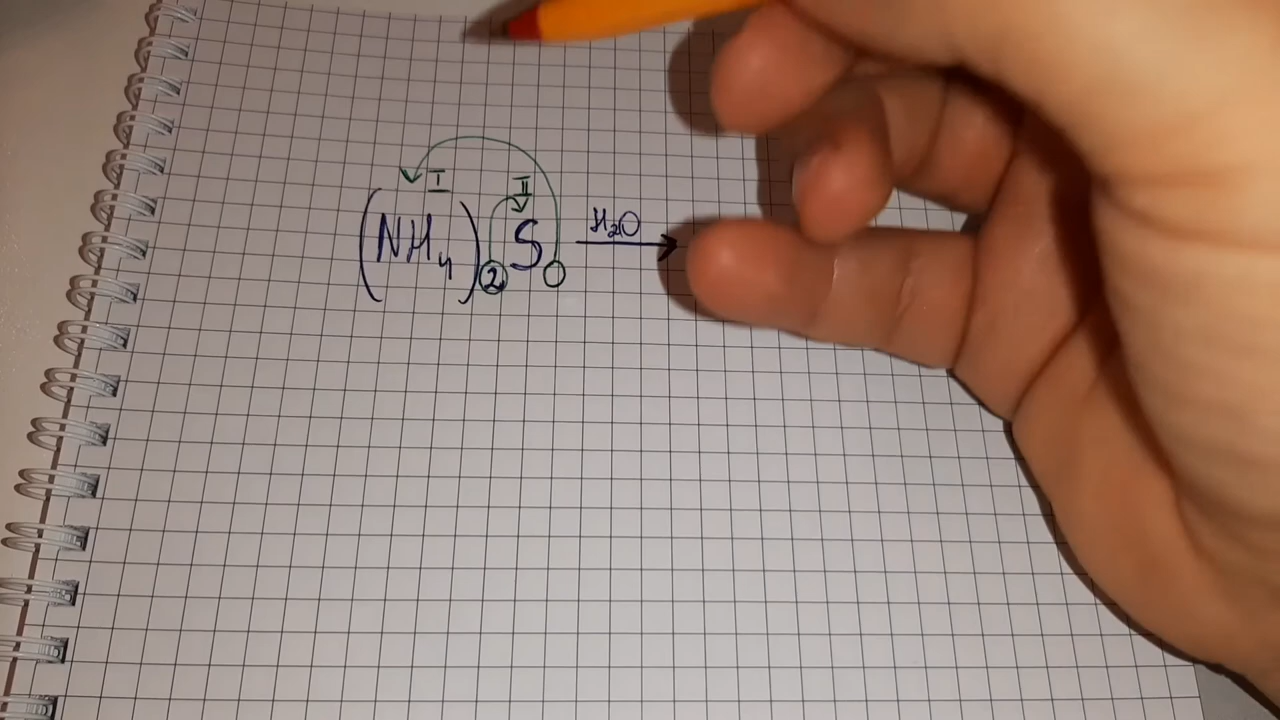 I II
(NH₄)₂S H₂O →